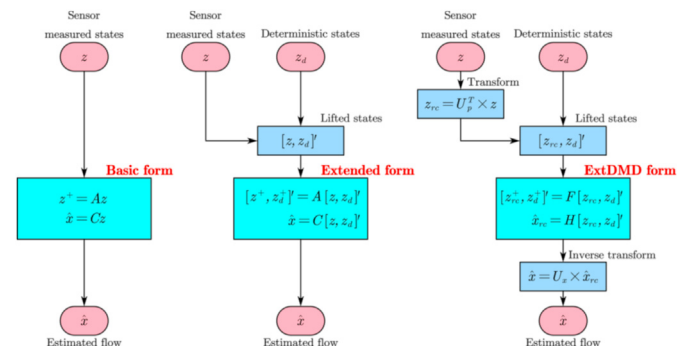 Sensor
measured states
z
Basic form
z⁺ = Az
x̂ = Cz
x̂
Estimated flow
Sensor
measured states
Deterministic states
z
z_d
Lifted states
[z, z_d]′
Extended form
[z⁺, z_d⁺]′ = A[z, z_d]′
x̂ = C[z, z_d]′
x̂
Estimated flow
Sensor
measured states
Deterministic states
z
z_d
Transform
z_rc = U_p^T × z
Lifted states
[z_rc, z_d]′
ExtDMD form
[z_rc⁺, z_d⁺]′ = F[z_rc, z_d]′
x̂_rc = H[z_rc, z_d]′
Inverse transform
x̂ = U_x × x̂_rc
x̂
Estimated flow